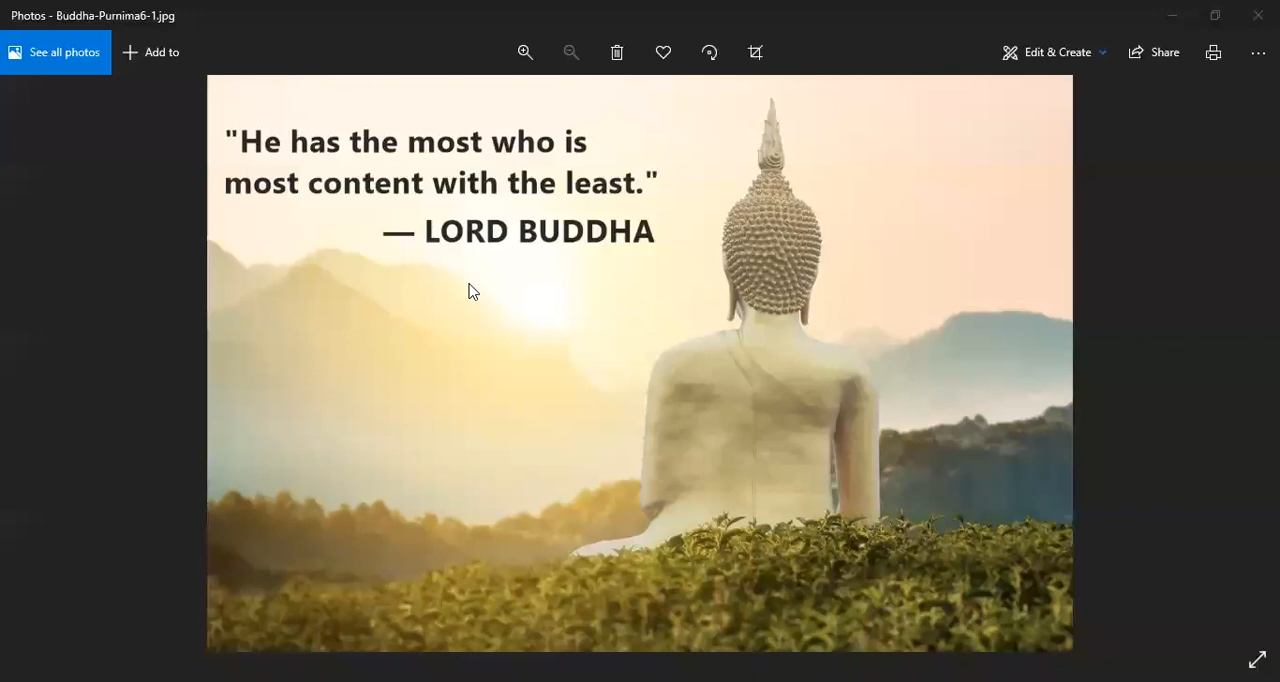 Photos - Buddha-Purnima6-1.jpg
See all photos
Add to
Edit & Create
Share
"He has the most who is
most content with the least."
— LORD BUDDHA